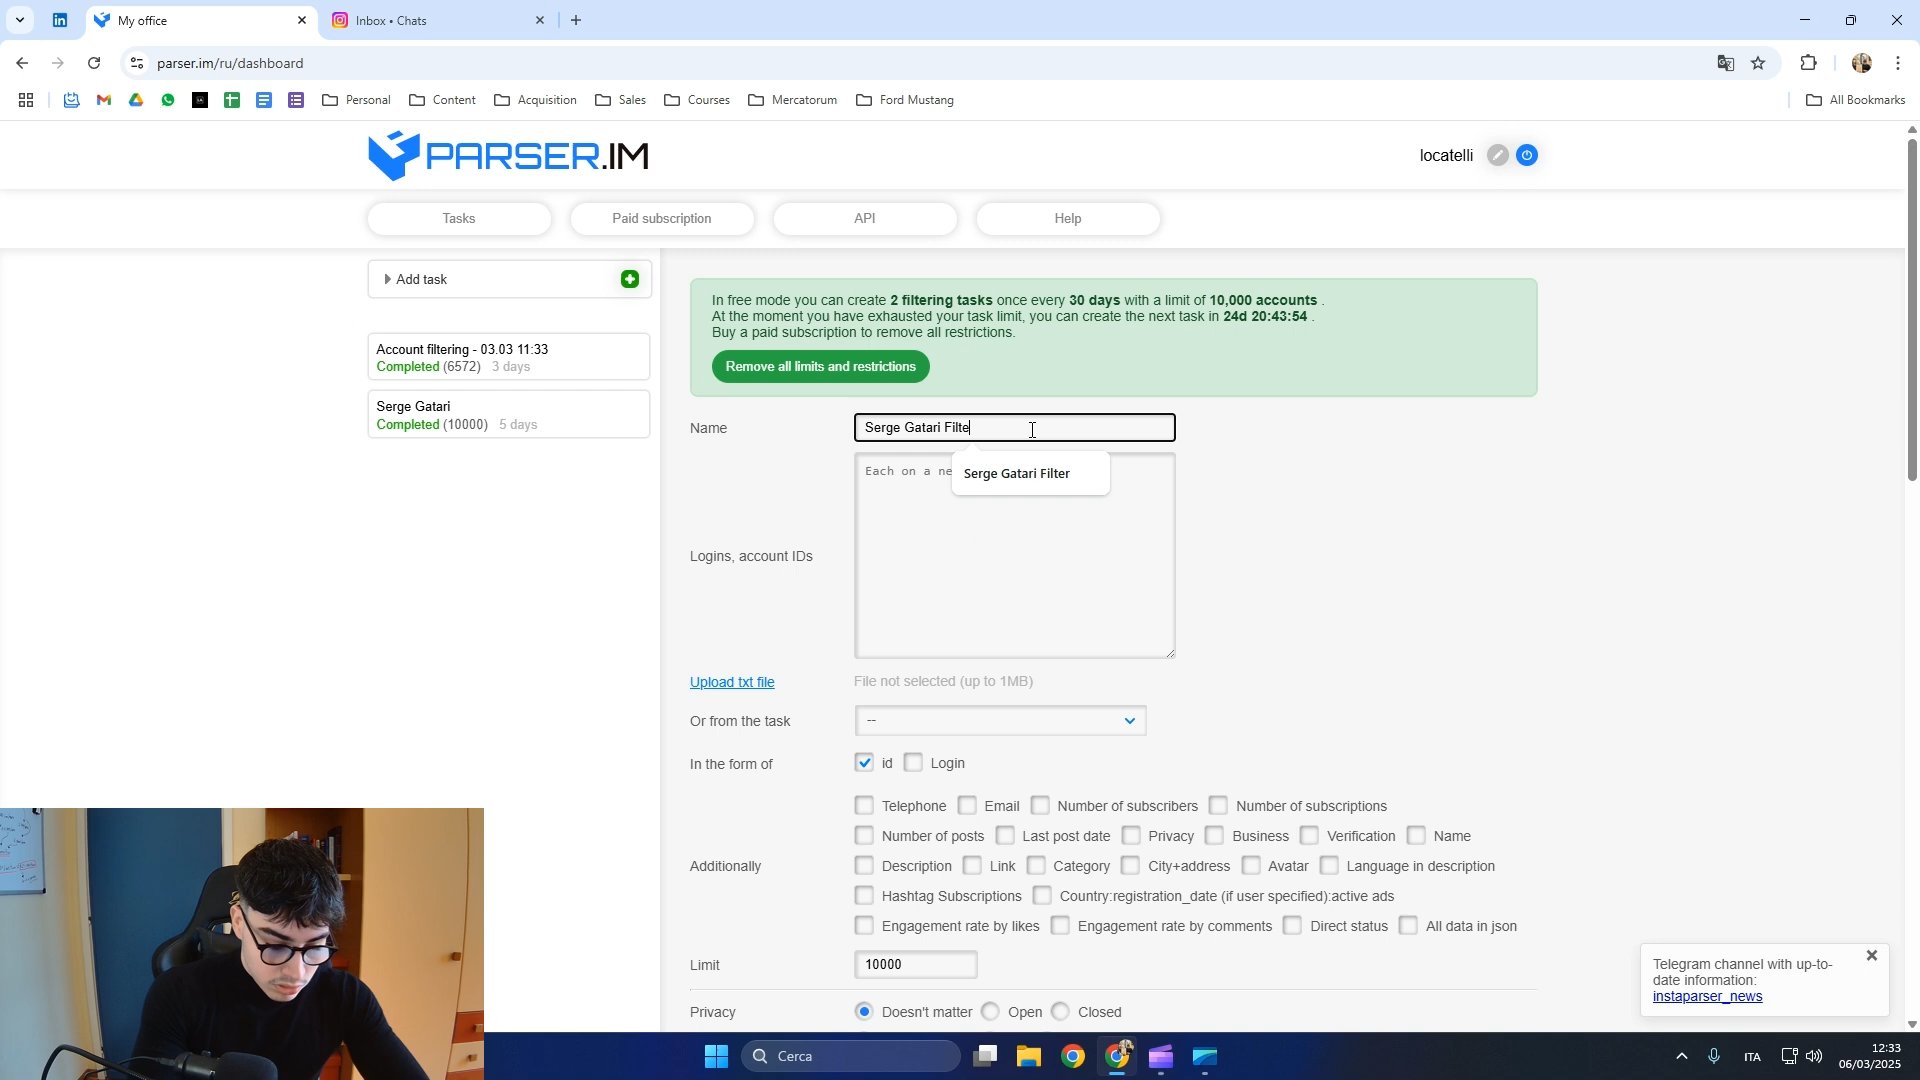 My office
Inbox • Chats
parser.im/ru/dashboard
Personal
Content
Acquisition
Sales
Courses
Mercatorum
Ford Mustang
All Bookmarks
PARSER.IM
locatelli
Tasks
Paid subscription
API
Help
Add task
Account filtering - 03.03 11:33
Completed (6572) 3 days
Serge Gatari
Completed (10000) 5 days
In free mode you can create 2 filtering tasks once every 30 days with a limit of 10,000 accounts .
At the moment you have exhausted your task limit, you can create the next task in 24d 20:43:54 .
Buy a paid subscription to remove all restrictions.
Remove all limits and restrictions
Name
Serge Gatari Filte
Serge Gatari Filter
Each on a ne
Logins, account IDs
Upload txt file
File not selected (up to 1MB)
Or from the task
--
In the form of
id
Login
Telephone
Email
Number of subscribers
Number of subscriptions
Number of posts
Last post date
Privacy
Business
Verification
Name
Additionally
Description
Link
Category
City+address
Avatar
Language in description
Hashtag Subscriptions
Country:registration_date (if user specified):active ads
Engagement rate by likes
Engagement rate by comments
Direct status
All data in json
Limit
10000
Privacy
Doesn't matter
Open
Closed
Telegram channel with up-to-
date information:
instaparser_news
Cerca
ITA
12:33
06/03/2025